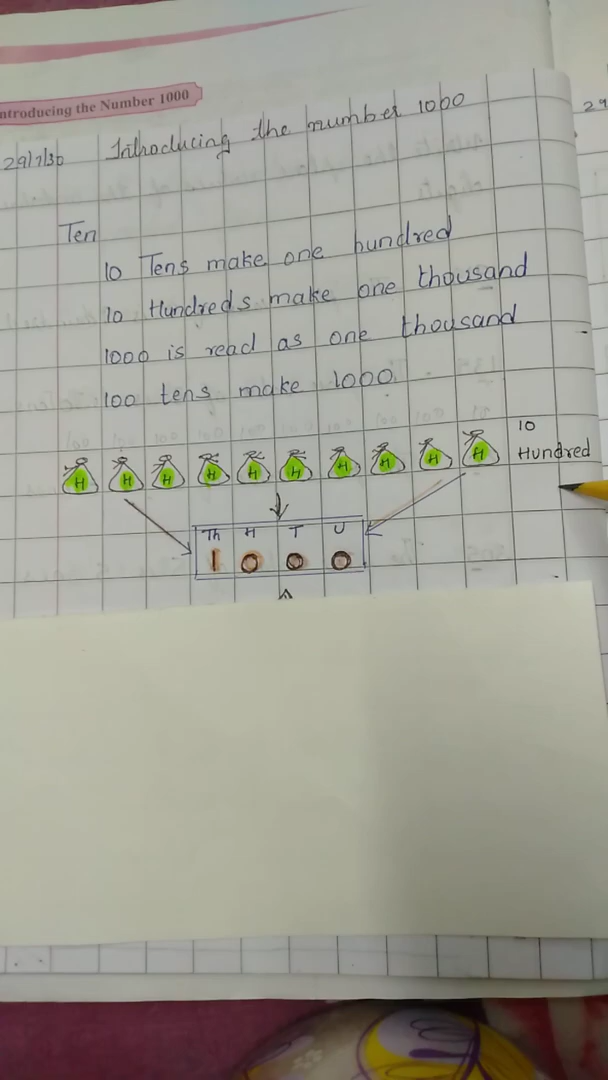 ntroducing the Number 1000
29
29/7/30 Introducing the number 1000
Ten
10 Tens make one hundred
10 Hundreds make one thousand
1000 is read as one thousand
100 tens make 1000
H H H H H H H H H H 10 Hundred
Th H T U
1 0 0 0